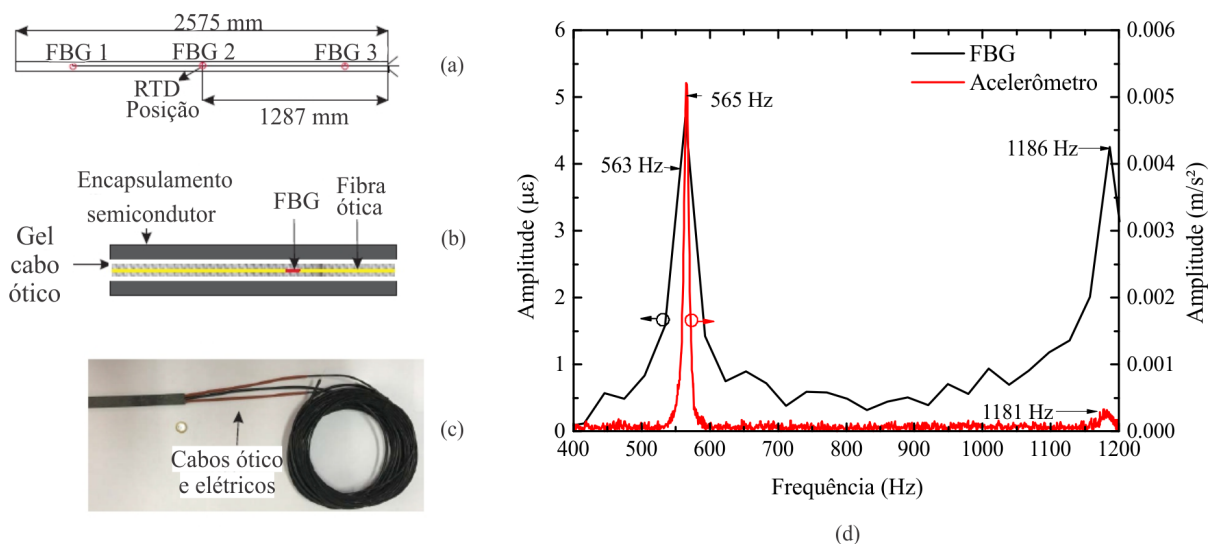 2575 mm
FBG 1
FBG 2
FBG 3
RTD
Posição
1287 mm
(a)
Encapsulamento
semicondutor
FBG
Fibra
ótica
Gel
cabo
ótico
(b)
Cabos ótico
e elétricos
(c)
6
5
4
3
2
1
0
Amplitude (με)
0.006
0.005
0.004
0.003
0.002
0.001
0.000
Amplitude (m/s²)
FBG
Acelerômetro
565 Hz
563 Hz
1186 Hz
1181 Hz
400 500 600 700 800 900 1000 1100 1200
Frequência (Hz)
(d)